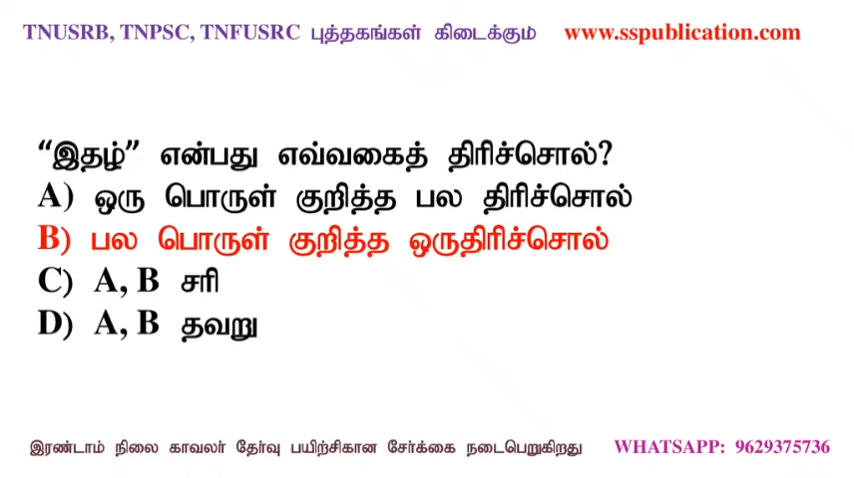 TNUSRB, TNPSC, TNFUSRC புத்தகங்கள் கிடைக்கும் www.sspublication.com
“இதழ்” என்பது எவ்வகைத் திரிச்சொல்?
A) ஒரு பொருள் குறித்த பல திரிச்சொல்
B) பல பொருள் குறித்த ஒருதிரிச்சொல்
C) A, B சரி
D) A, B தவறு
இரண்டாம் நிலை காவலர் தேர்வு பயிற்சிகான சேர்க்கை நடைபெறுகிறது WHATSAPP: 9629375736